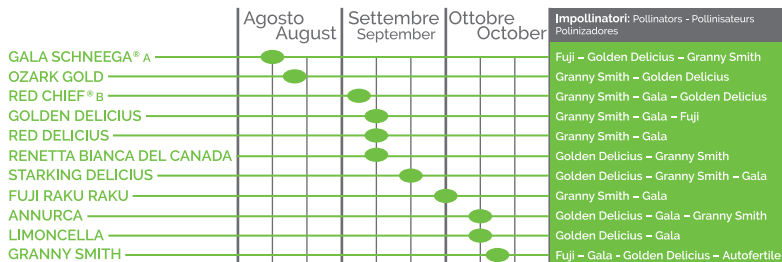 Agosto
August
Settembre
September
Ottobre
October
Impollinatori: Pollinators - Pollinisateurs
Polinizadores
GALA SCHNEEGA® A
Fuji – Golden Delicius – Granny Smith
OZARK GOLD
Granny Smith – Golden Delicius
RED CHIEF® B
Granny Smith – Gala – Golden Delicius
GOLDEN DELICIUS
Granny Smith – Gala – Fuji
RED DELICIUS
Granny Smith – Gala
RENETTA BIANCA DEL CANADA
Golden Delicius – Granny Smith
STARKING DELICIUS
Golden Delicius – Granny Smith – Gala
FUJI RAKU RAKU
Granny Smith – Gala
ANNURCA
Golden Delicius – Gala – Granny Smith
LIMONCELLA
Golden Delicius – Gala
GRANNY SMITH
Fuji – Gala - Golden Delicius – Autofertile